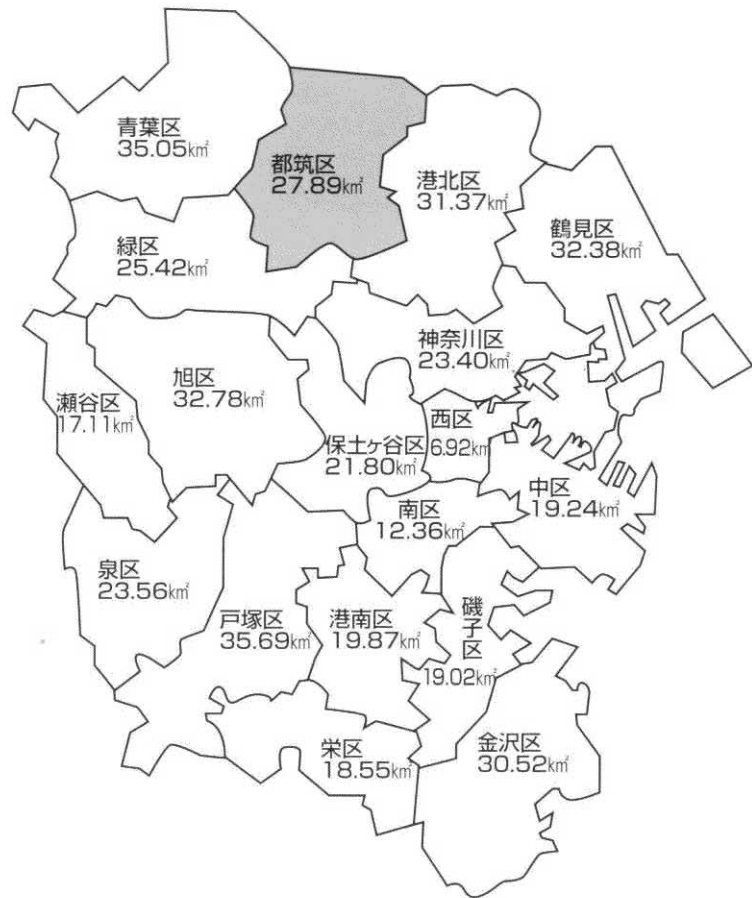 青葉区
35.05㎢
都筑区
27.89㎢
港北区
31.37㎢
鶴見区
32.38㎢
緑区
25.42㎢
神奈川区
23.40㎢
旭区
32.78㎢
瀬谷区
17.11㎢
西区
6.92㎢
保土ヶ谷区
21.80㎢
中区
19.24㎢
南区
12.36㎢
泉区
23.56㎢
戸塚区
35.69㎢
港南区
19.87㎢
磯子区
19.02㎢
栄区
18.55㎢
金沢区
30.52㎢